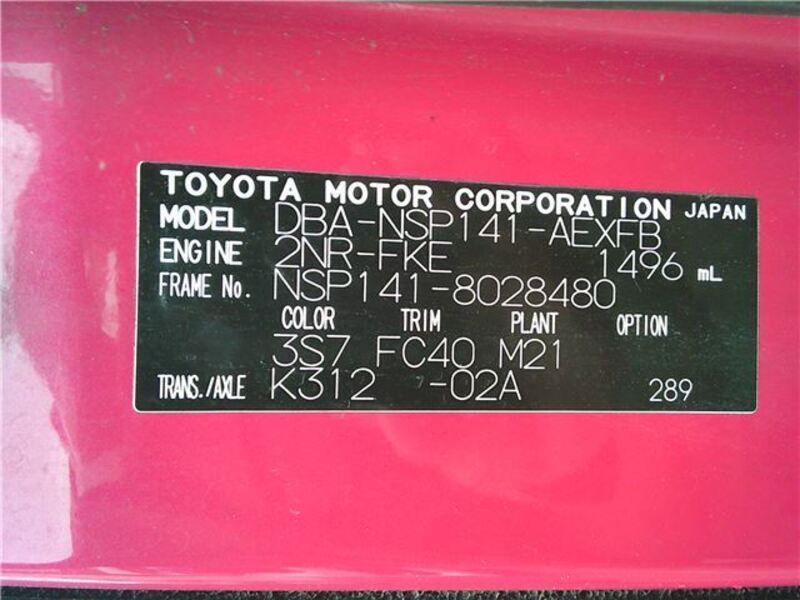 TOYOTA MOTOR CORPORATION JAPAN
MODEL DBA-NSP141-AEXFB
ENGINE 2NR-FKE 1496 mL
FRAME No. NSP141-8028480
COLOR TRIM PLANT OPTION
3S7 FC40 M21
TRANS./AXLE K312 -02A 289